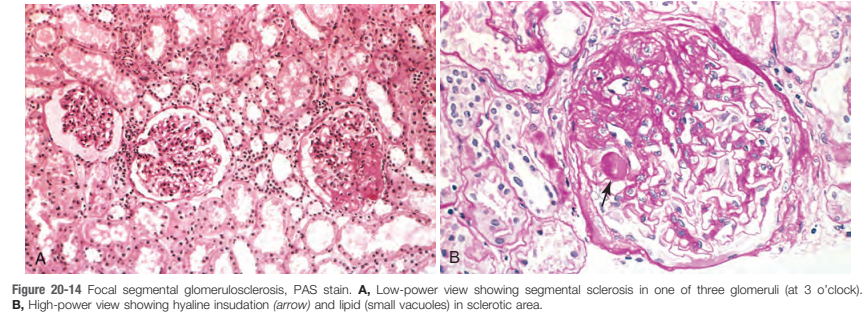 A
B
Figure 20-14 Focal segmental glomerulosclerosis, PAS stain. A, Low-power view showing segmental sclerosis in one of three glomeruli (at 3 o'clock).
B, High-power view showing hyaline insudation (arrow) and lipid (small vacuoles) in sclerotic area.